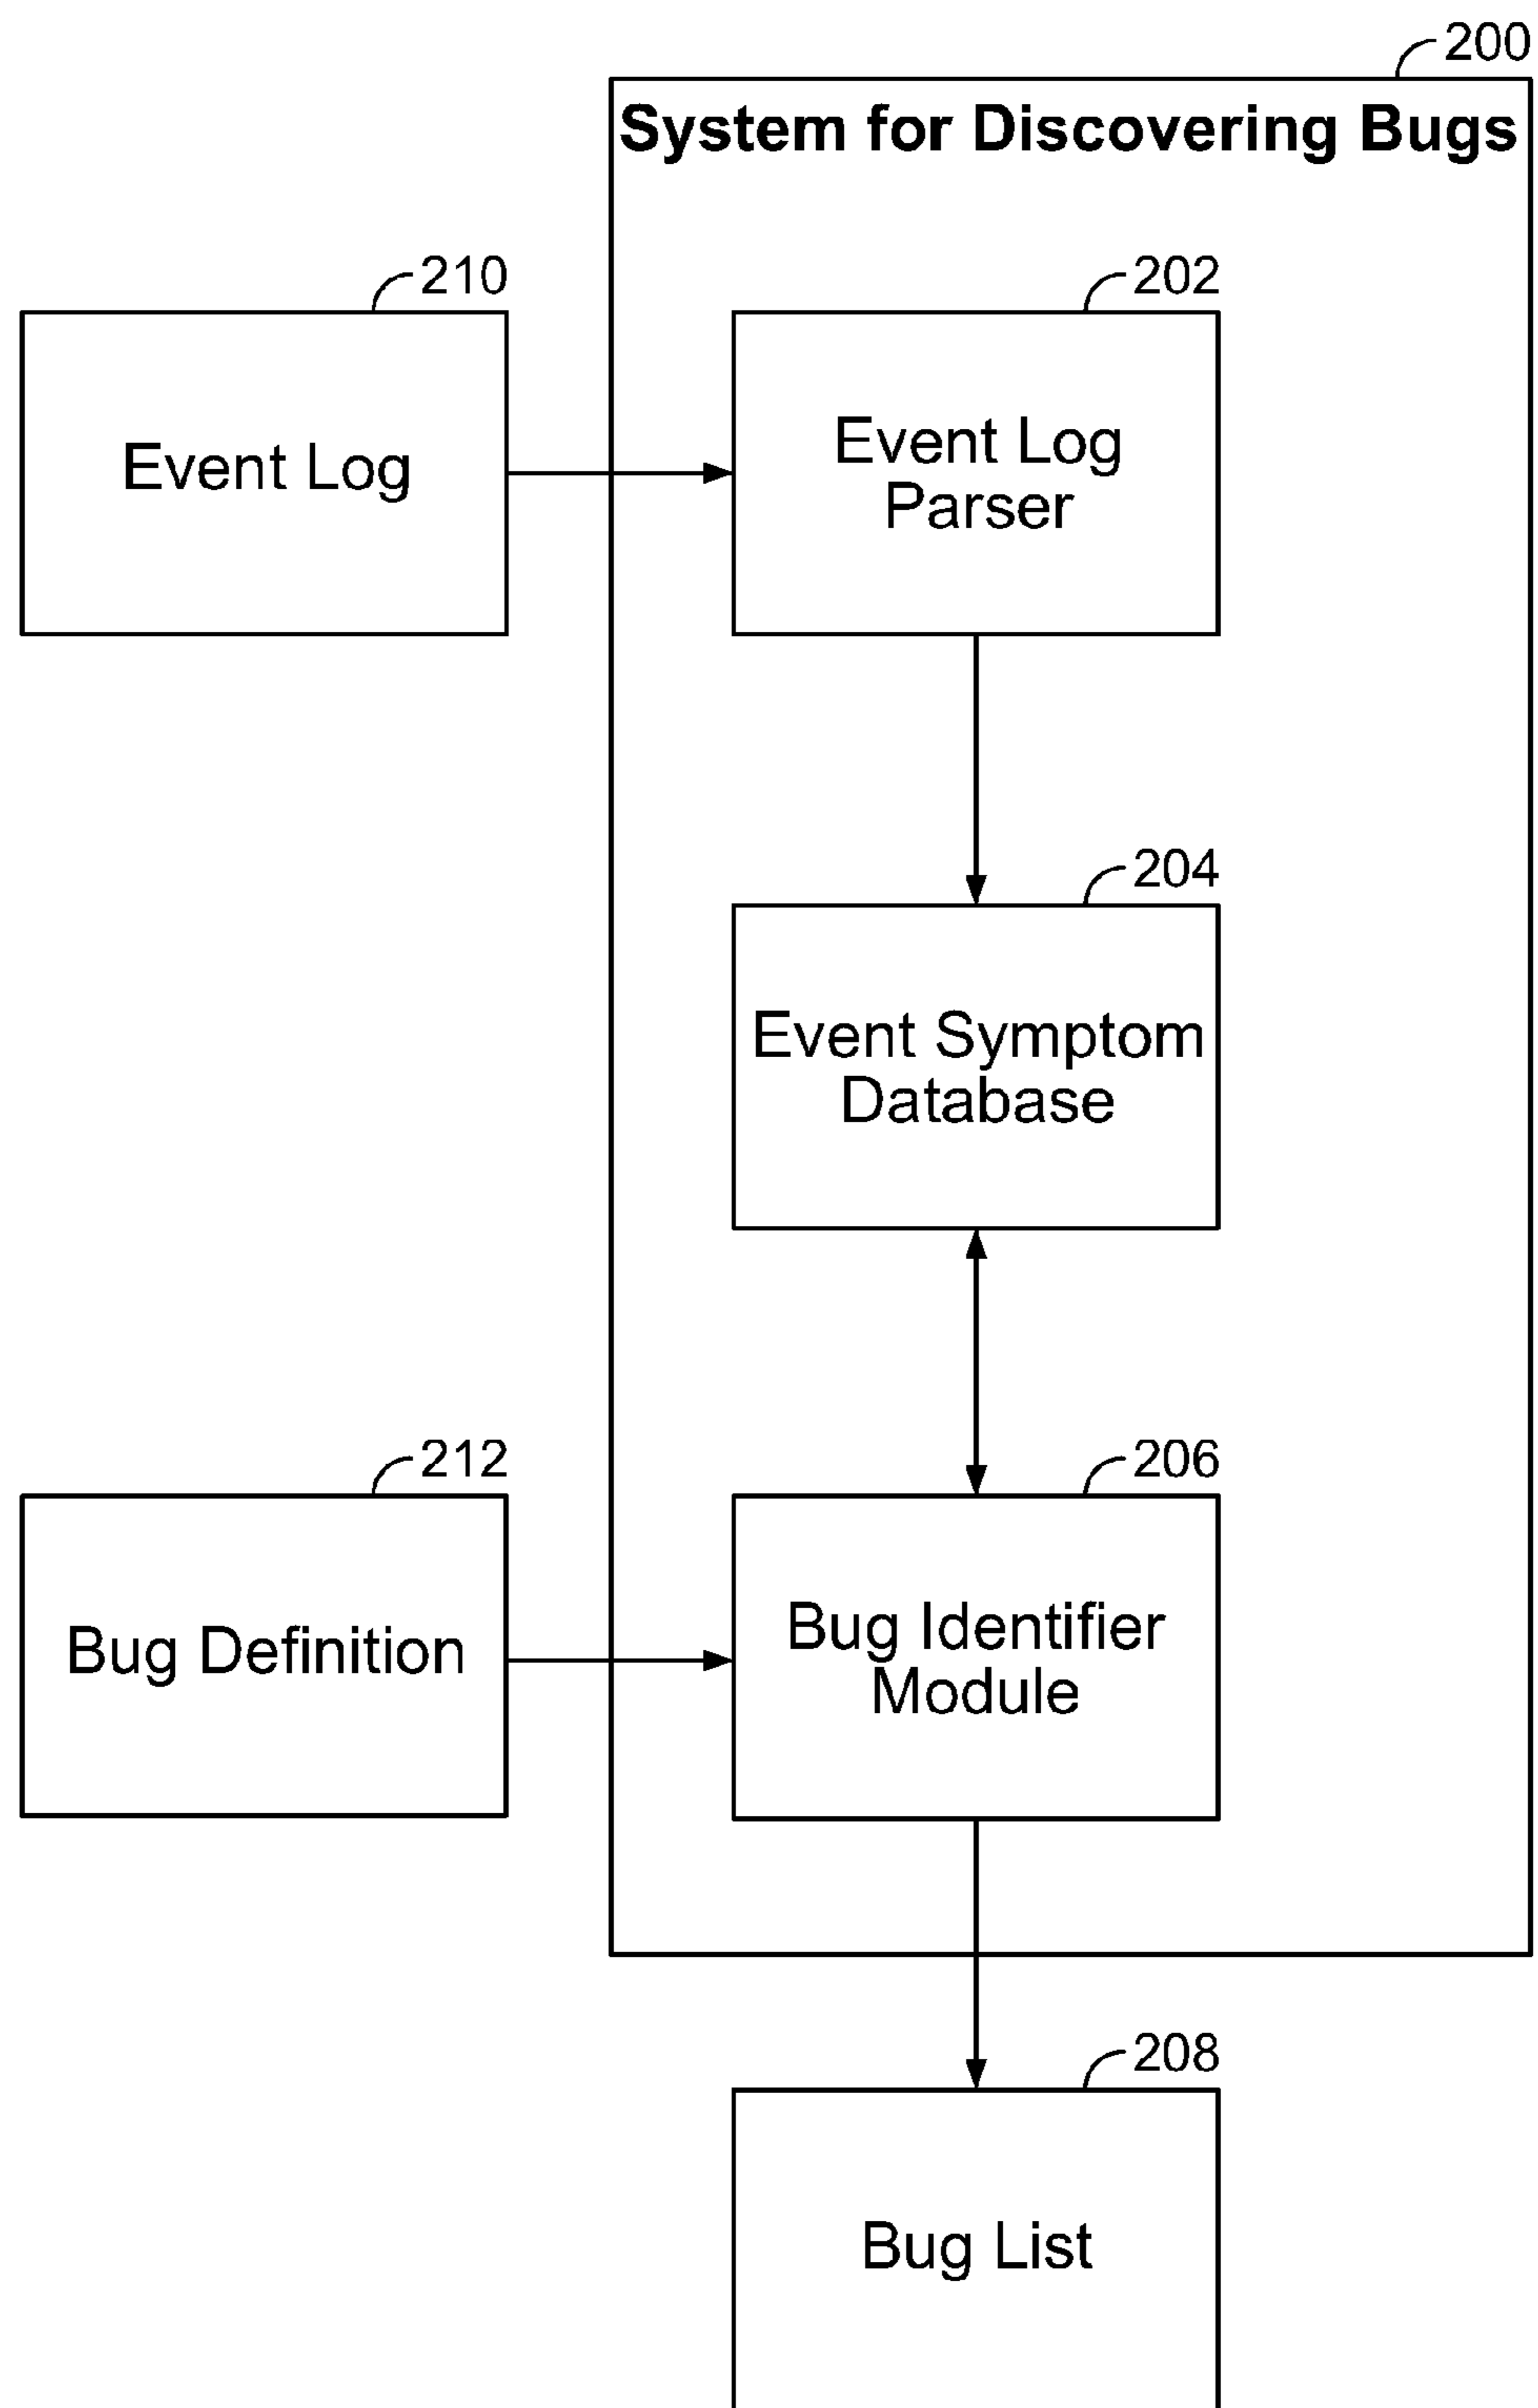 200
System for Discovering Bugs
210
202
Event Log
Event Log
Parser
204
Event Symptom
Database
212
206
Bug Definition
Bug Identifier
Module
208
Bug List